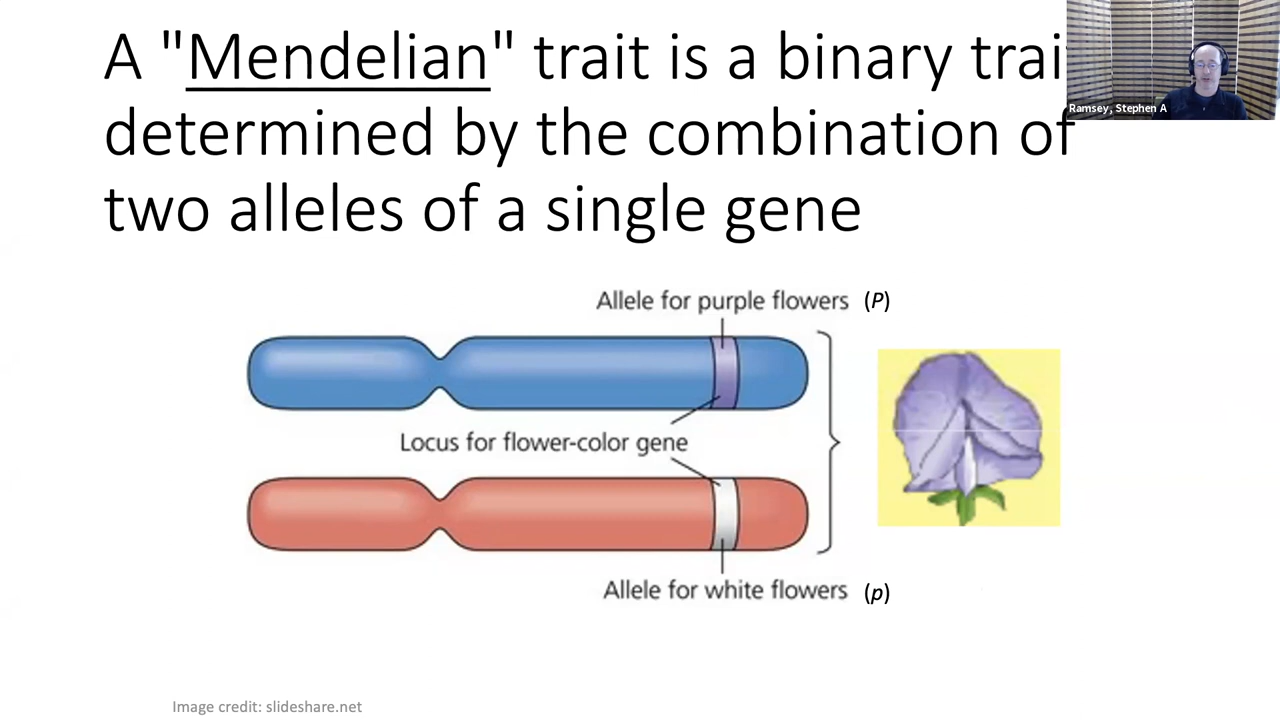 A "Mendelian" trait is a binary trai
determined by the combination of
two alleles of a single gene
Ramsey, Stephen A
Allele for purple flowers (P)
Locus for flower-color gene
Allele for white flowers (p)
Image credit: slideshare.net